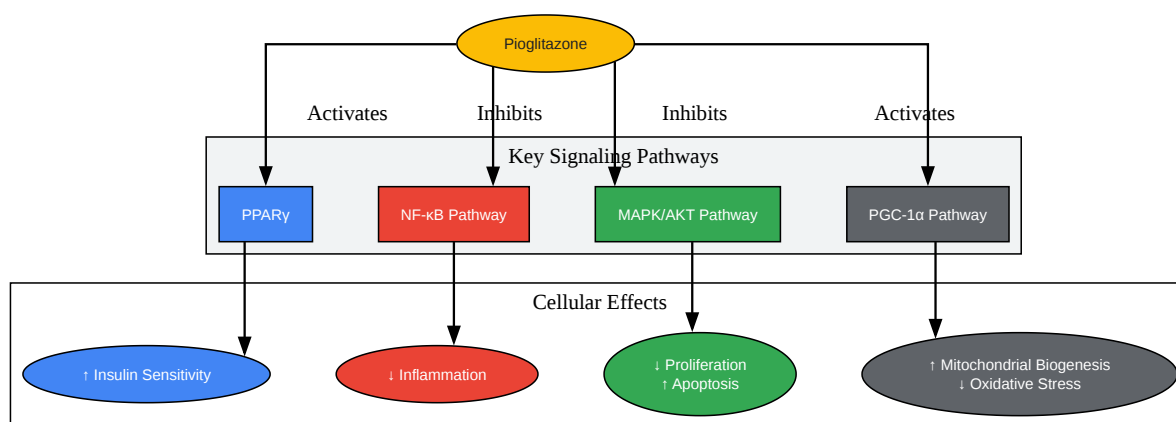 Pioglitazone
Activates
Inhibits
Inhibits
Activates
Key Signaling Pathways
PPARγ
NF-κB Pathway
MAPK/AKT Pathway
PGC-1α Pathway
Cellular Effects
↑ Insulin Sensitivity
↓ Inflammation
↓ Proliferation
↑ Apoptosis
↑ Mitochondrial Biogenesis
↓ Oxidative Stress